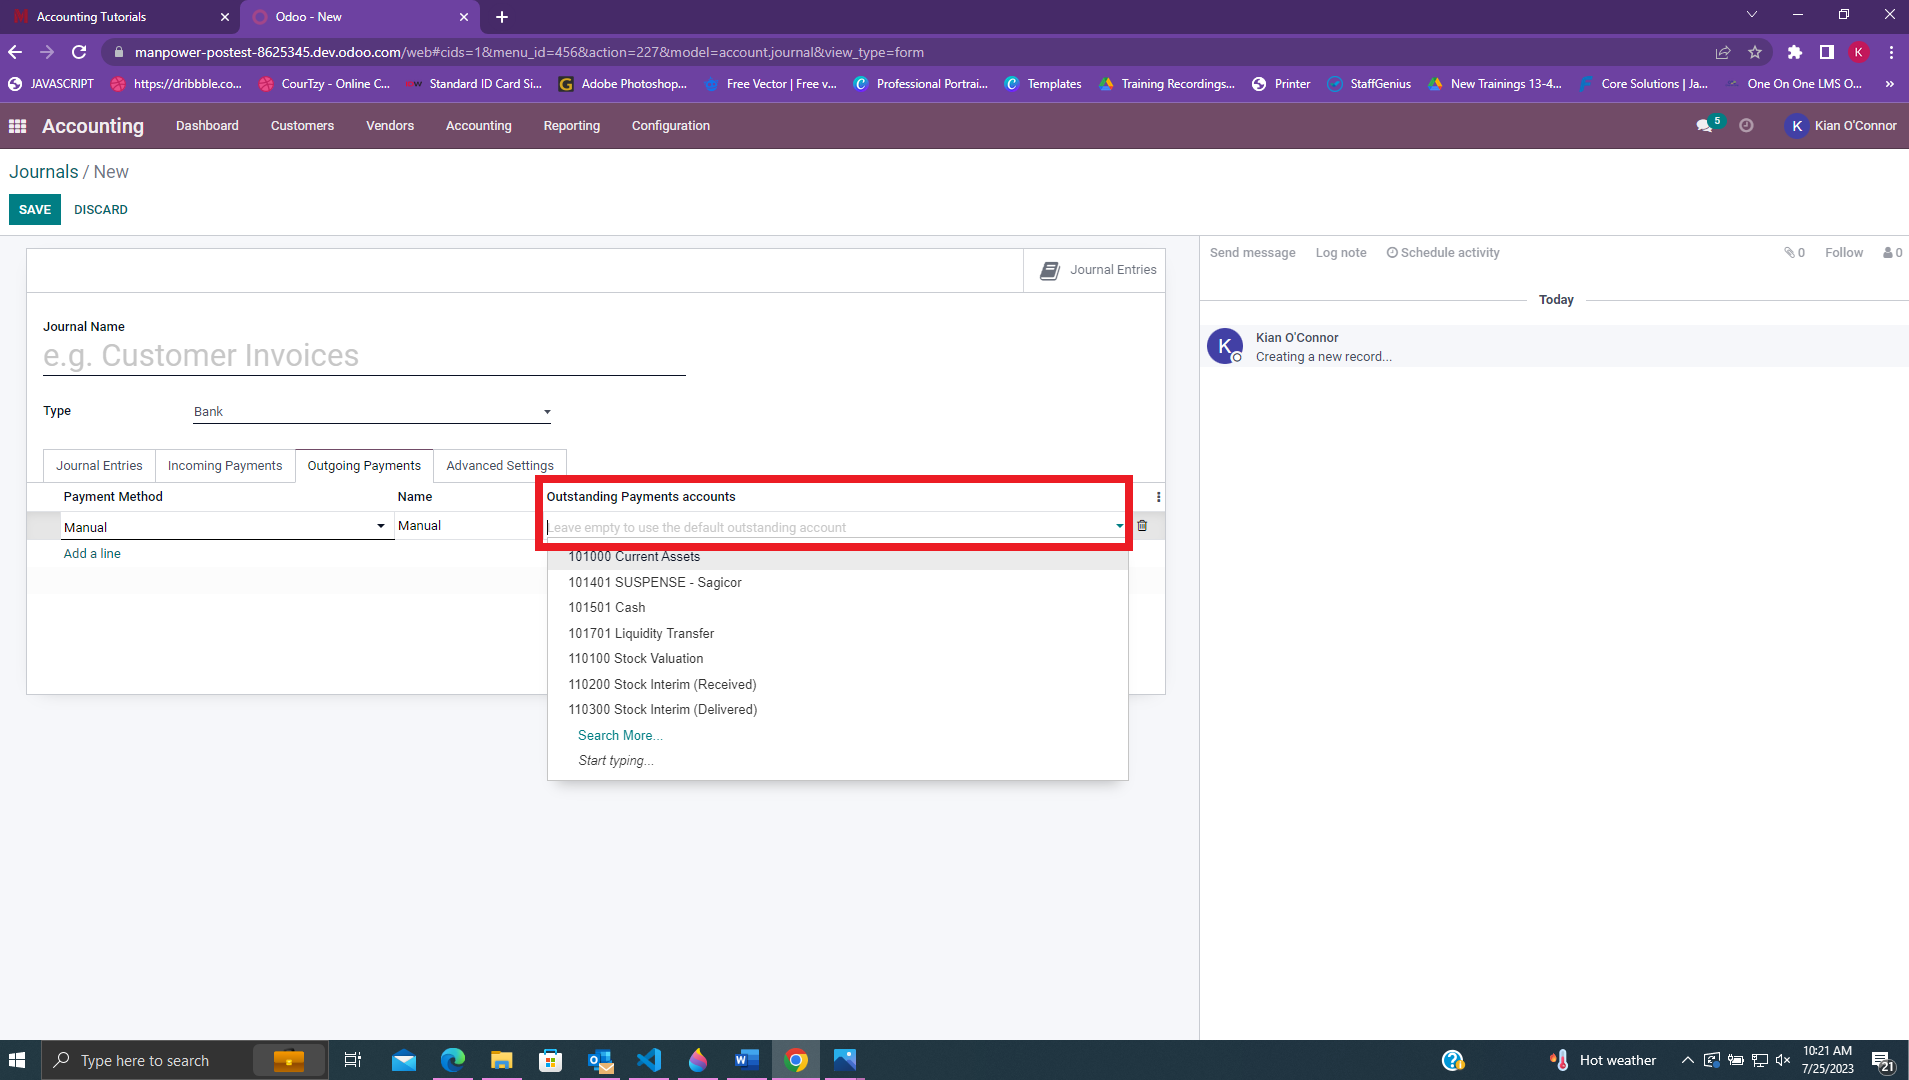 Accounting Tutorials
Odoo - New
manpower-postest-8625345.dev.odoo.com/web#cids=1&menu_id=456&action=227&model=account.journal&view_type=form
K
JAVASCRIPT
https://dribbble.co...
CourTzy - Online C...
Standard ID Card Si...
Adobe Photoshop,...
Free Vector | Free v...
Professional Portrai...
Templates
Training Recordings...
Printer
StaffGenius
New Trainings 13-4...
Core Solutions | Ja...
One On One LMS O...
Accounting
Dashboard
Customers
Vendors
Accounting
Reporting
Configuration
5
K
Kian O'Connor
Journals / New
SAVE
DISCARD
Journal Entries
Send message
Log note
Schedule activity
0
Follow
0
Today
K
Kian O'Connor
Creating a new record...
Journal Name
e.g. Customer Invoices
Type
Bank
Journal Entries
Incoming Payments
Outgoing Payments
Advanced Settings
Payment Method
Name
Outstanding Payments accounts
Manual
Manual
Leave empty to use the default outstanding account
Add a line
101000 Current Assets
101401 SUSPENSE - Sagicor
101501 Cash
101701 Liquidity Transfer
110100 Stock Valuation
110200 Stock Interim (Received)
110300 Stock Interim (Delivered)
Search More...
Start typing...
Type here to search
Hot weather
10:21 AM
7/25/2023
21